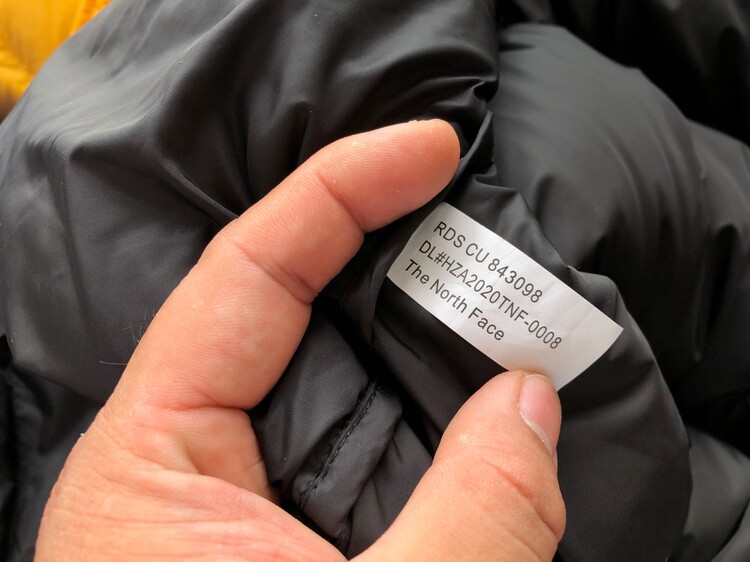 RDS CU 843098
DL#HZA2020TNF-0008
The North Face